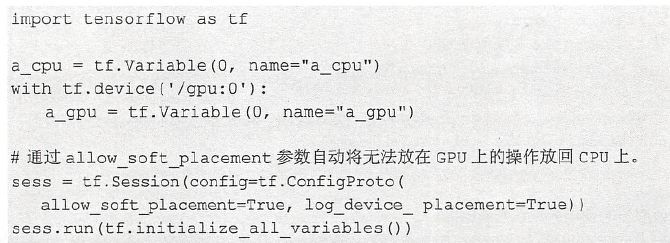 import tensorflow as tf
a_cpu = tf.Variable(0, name="a_cpu")
with tf.device('/gpu:0'):
    a_gpu = tf.Variable(0, name="a_gpu")
# 通过 allow_soft_placement 参数自动将无法放在 GPU 上的操作放回 CPU 上。
sess = tf.Session(config=tf.ConfigProto(
    allow_soft_placement=True, log_device_ placement=True))
sess.run(tf.initialize_all_variables())